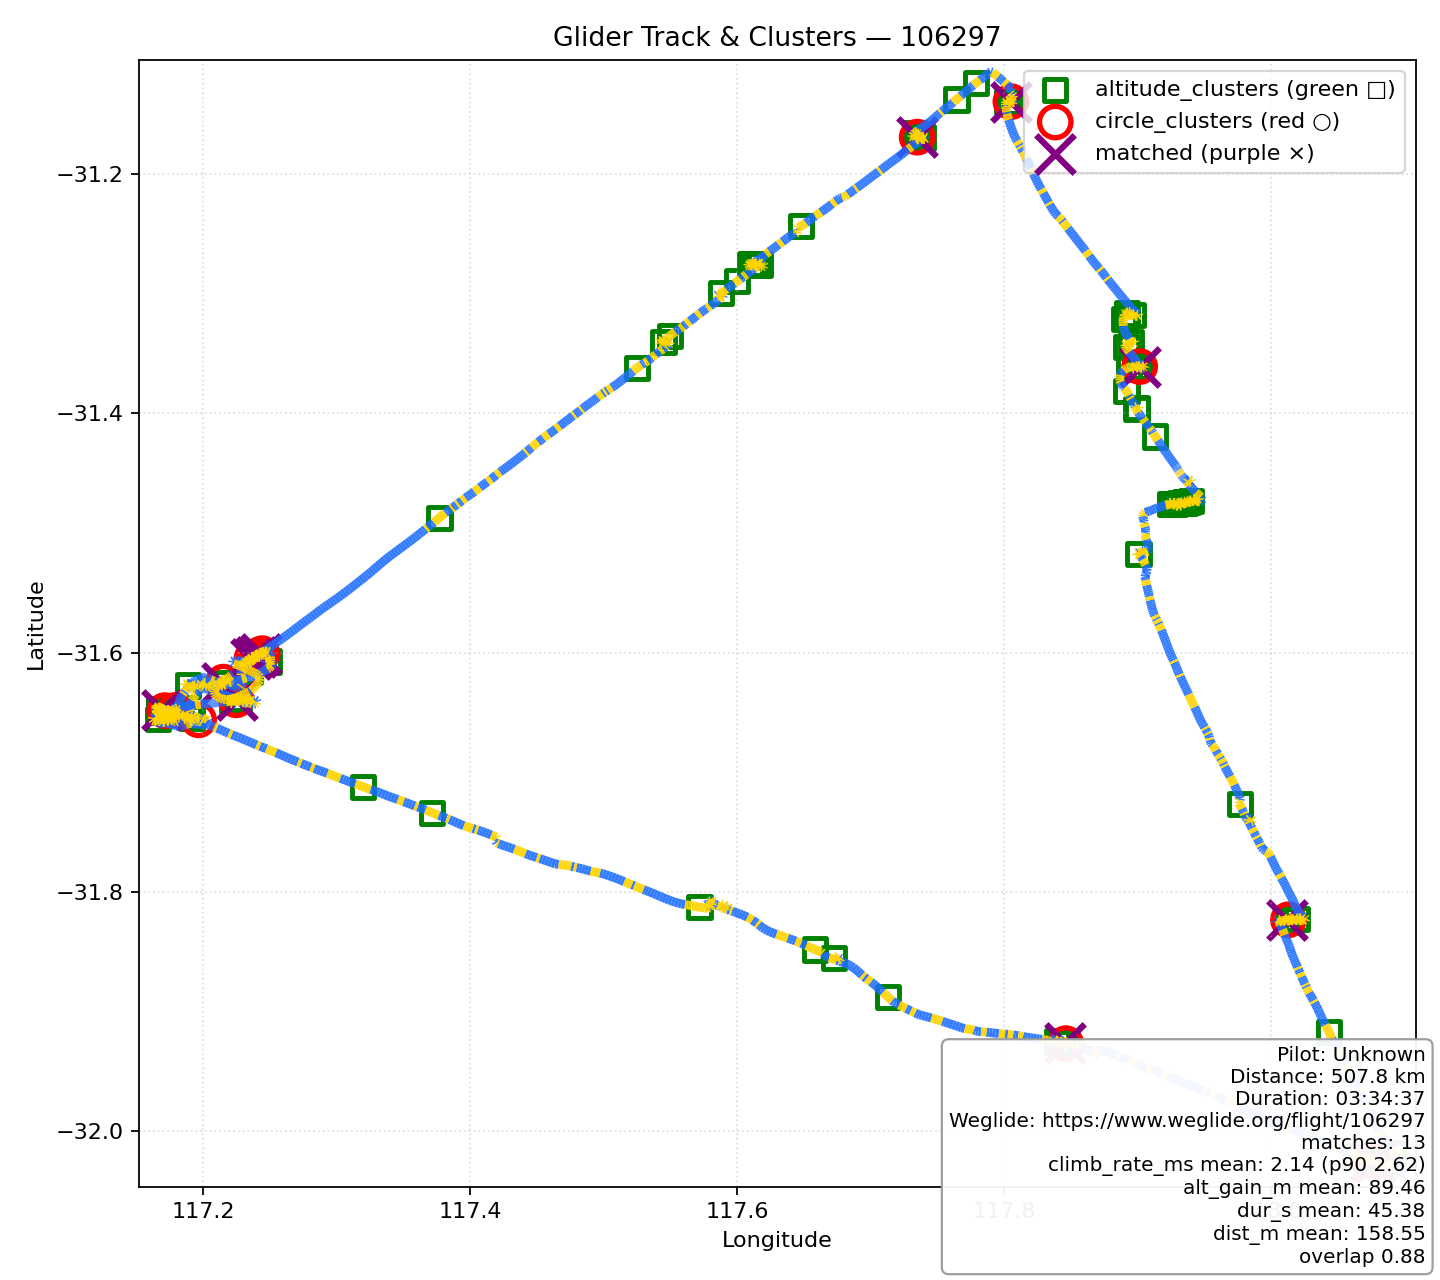 Glider Track & Clusters — 106297
altitude_clusters (green □)
circle_clusters (red ○)
matched (purple ×)
−31.2
−31.4
−31.6
−31.8
−32.0
Latitude
117.2
117.4
117.6
117.8
Longitude
Pilot: Unknown
Distance: 507.8 km
Duration: 03:34:37
Weglide: https://www.weglide.org/flight/106297
matches: 13
climb_rate_ms mean: 2.14 (p90 2.62)
alt_gain_m mean: 89.46
dur_s mean: 45.38
dist_m mean: 158.55
overlap 0.88